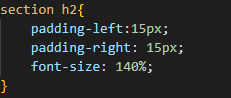 section h2{
    padding-left:15px;
    padding-right: 15px;
    font-size: 140%;
}